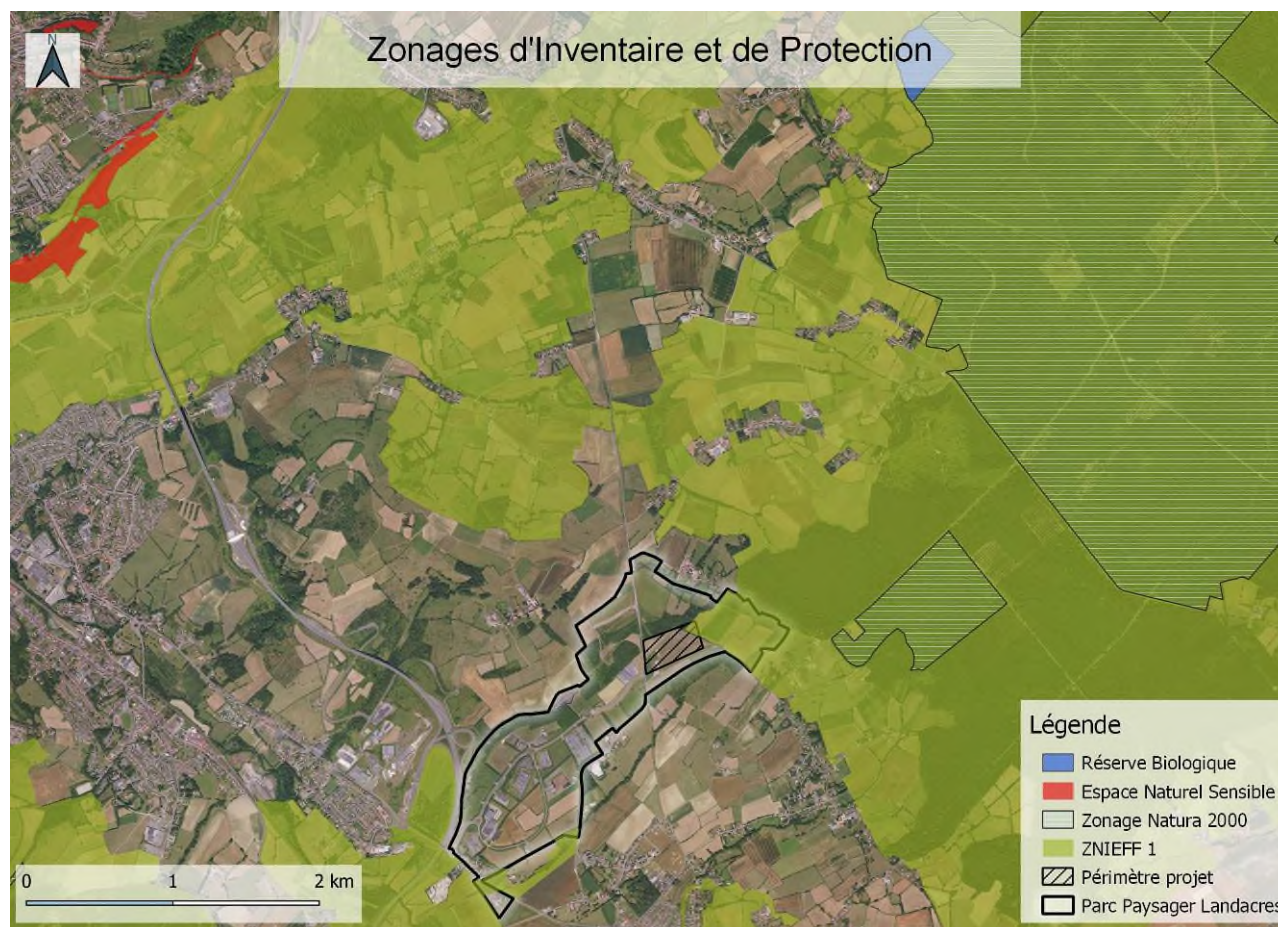 Zonages d'Inventaire et de Protection
N
Légende
Réserve Biologique
Espace Naturel Sensible
Zonage Natura 2000
ZNIEFF 1
Périmètre projet
Parc Paysager Landacres
0 1 2 km